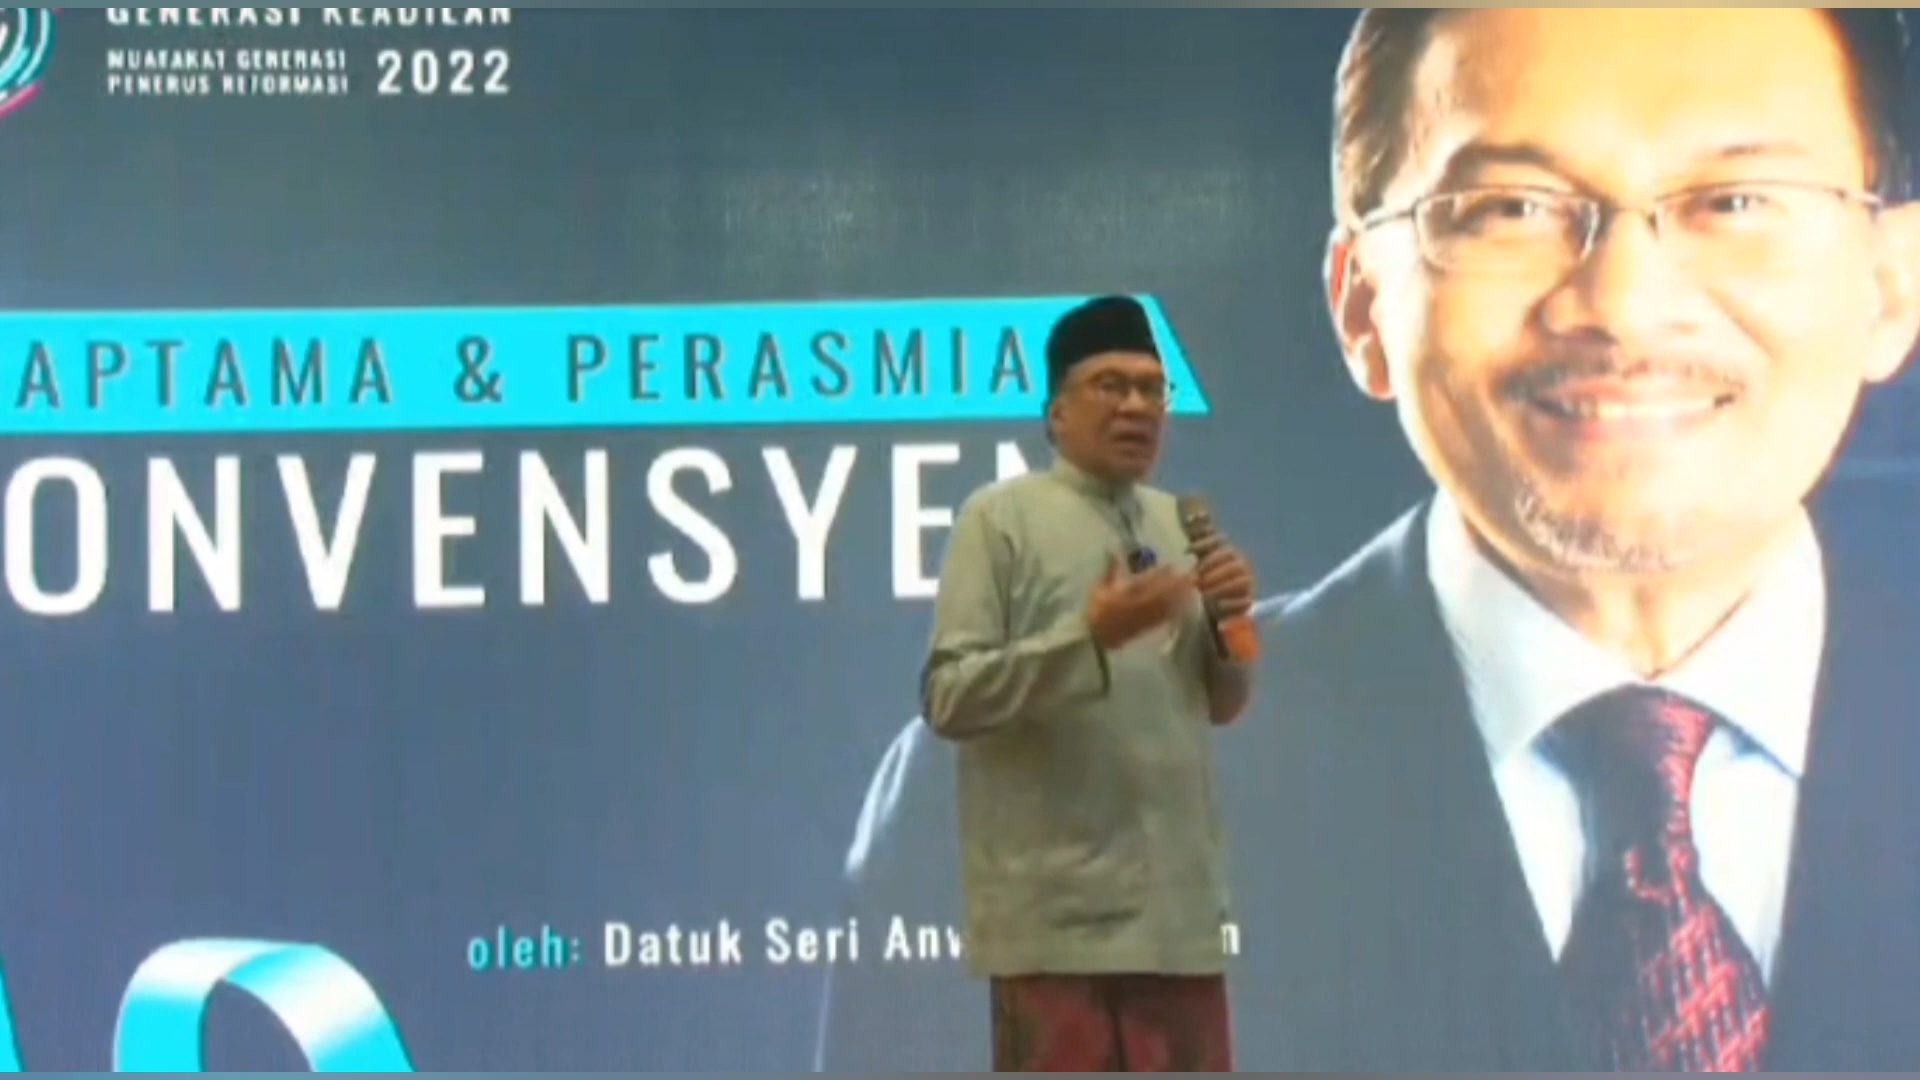 GENERASI KEADILAN
MUAFAKAT GENERASI
PENERUS REFORMASI 2022
APTAMA & PERASMIA
ONVENSYEN
oleh: Datuk Seri Anw